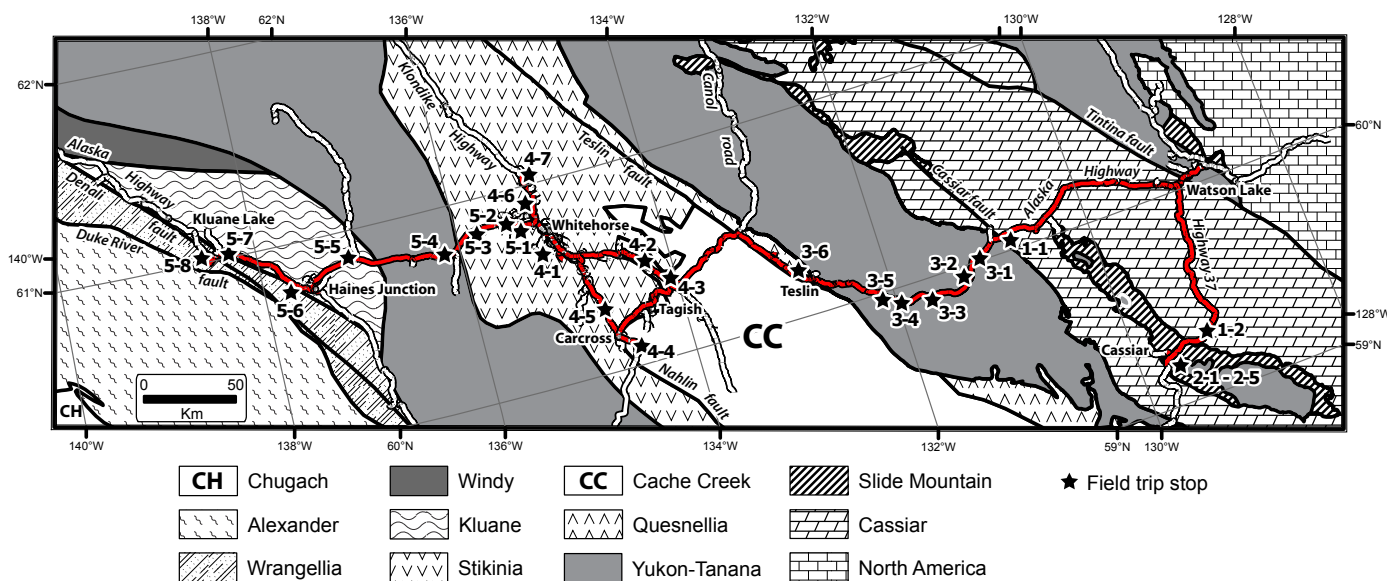 138°W 62°N 136°W 134°W 132°W 130°W 128°W
62°N
140°W
61°N
60°N
128°W
59°N
Alaska
Highway
Denali
fault
Duke River
fault
Kluane Lake
5-8
5-7
5-6
5-5
Haines Junction
5-4
5-3
5-2
5-1
Klondike
Highway
4-7
4-6
Whitehorse
4-1
4-2
4-3
Tagish
4-5
Carcross
4-4
Nahlin
fault
Teslin
fault
Canol
road
CC
3-6
Teslin
3-5
3-4
3-3
3-2
3-1
Cassiar fault
1-1
Alaska
Highway
Tintina fault
Watson Lake
Highway 37
1-2
Cassiar
2-1 - 2-5
CH
0 50
Km
140°W 138°W 60°N 136°W 134°W 132°W 59°N 130°W
CH Chugach Windy CC Cache Creek Slide Mountain Field trip stop
Alexander Kluane Quesnellia Cassiar
Wrangellia Stikinia Yukon-Tanana North America